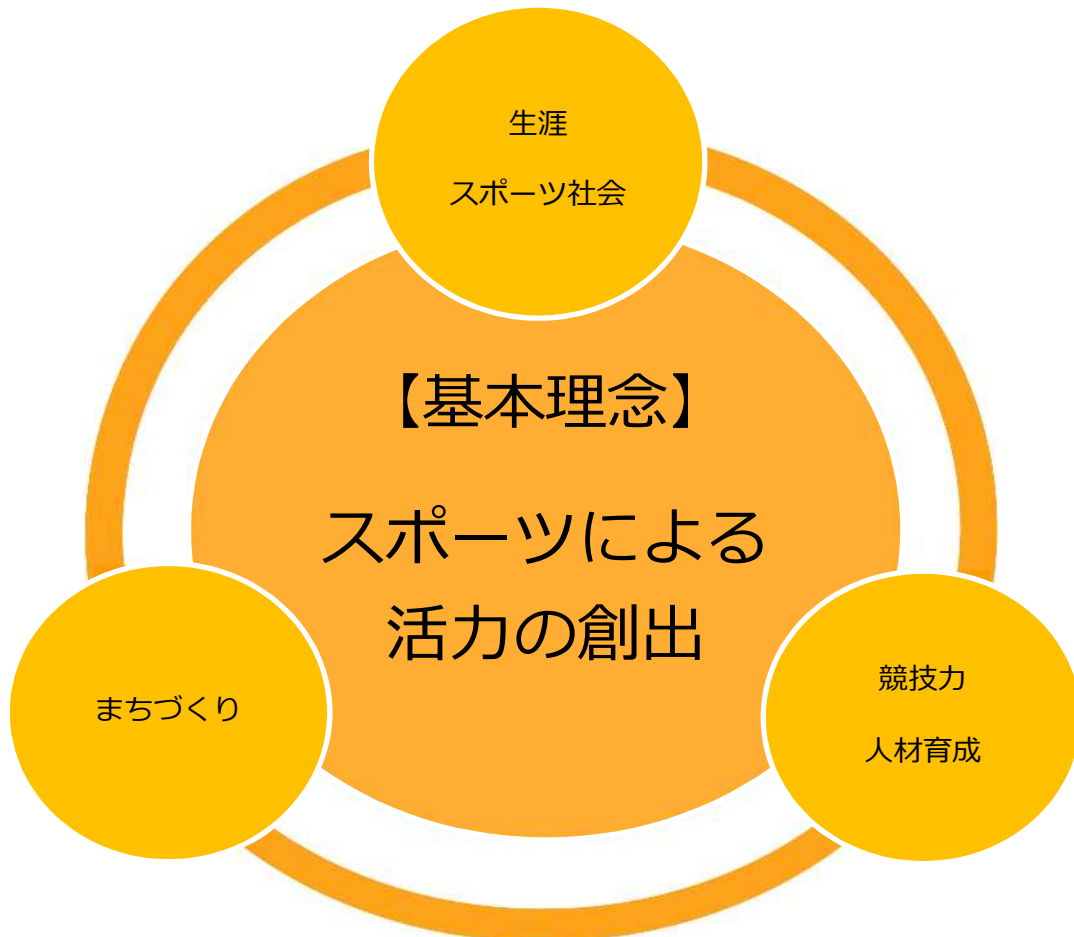 生涯
スポーツ社会
【基本理念】
スポーツによる
活力の創出
まちづくり
競技力
人材育成